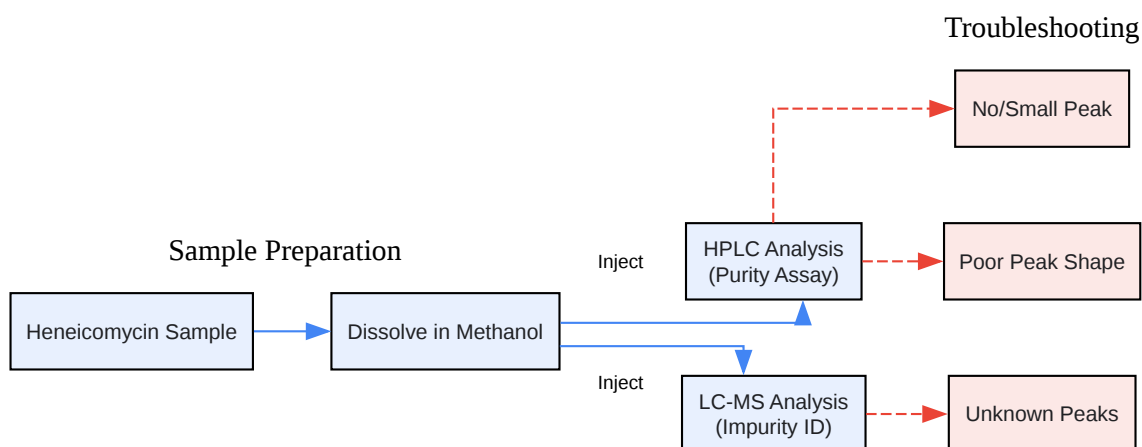 Troubleshooting
No/Small Peak
Sample Preparation
Inject
HPLC Analysis
(Purity Assay)
Poor Peak Shape
Heneicomycin Sample
Dissolve in Methanol
Inject
LC-MS Analysis
(Impurity ID)
Unknown Peaks